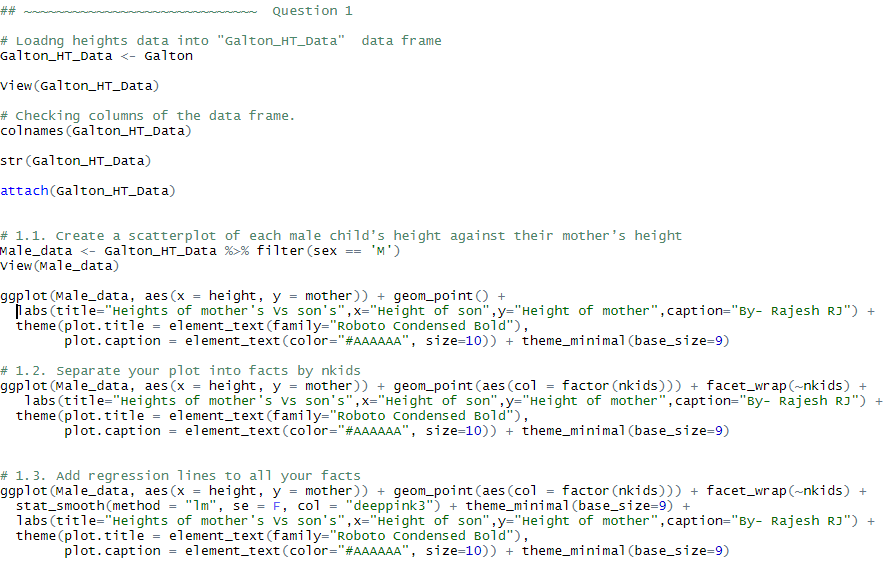 ## ~~~~~~~~~~~~~~~~~~~~~~~~~~~~~  Question 1
# Loadng heights data into "Galton_HT_Data"  data frame
Galton_HT_Data <- Galton
View(Galton_HT_Data)
# Checking columns of the data frame.
colnames(Galton_HT_Data)
str(Galton_HT_Data)
attach(Galton_HT_Data)
# 1.1. Create a scatterplot of each male child's height against their mother's height
Male_data <- Galton_HT_Data %>% filter(sex == 'M')
View(Male_data)
ggplot(Male_data, aes(x = height, y = mother)) + geom_point() +
  labs(title="Heights of mother's Vs son's",x="Height of son",y="Height of mother",caption="By- Rajesh RJ") +
  theme(plot.title = element_text(family="Roboto Condensed Bold"),
        plot.caption = element_text(color="#AAAAAA", size=10)) + theme_minimal(base_size=9)
# 1.2. Separate your plot into facts by nkids
ggplot(Male_data, aes(x = height, y = mother)) + geom_point(aes(col = factor(nkids))) + facet_wrap(~nkids) +
   labs(title="Heights of mother's Vs son's",x="Height of son",y="Height of mother",caption="By- Rajesh RJ") +
  theme(plot.title = element_text(family="Roboto Condensed Bold"),
        plot.caption = element_text(color="#AAAAAA", size=10)) + theme_minimal(base_size=9)
# 1.3. Add regression lines to all your facts
ggplot(Male_data, aes(x = height, y = mother)) + geom_point(aes(col = factor(nkids))) + facet_wrap(~nkids) +
  stat_smooth(method = "lm", se = F, col = "deeppink3") + theme_minimal(base_size=9) +
  labs(title="Heights of mother's Vs son's",x="Height of son",y="Height of mother",caption="By- Rajesh RJ") +
  theme(plot.title = element_text(family="Roboto Condensed Bold"),
        plot.caption = element_text(color="#AAAAAA", size=10)) + theme_minimal(base_size=9)